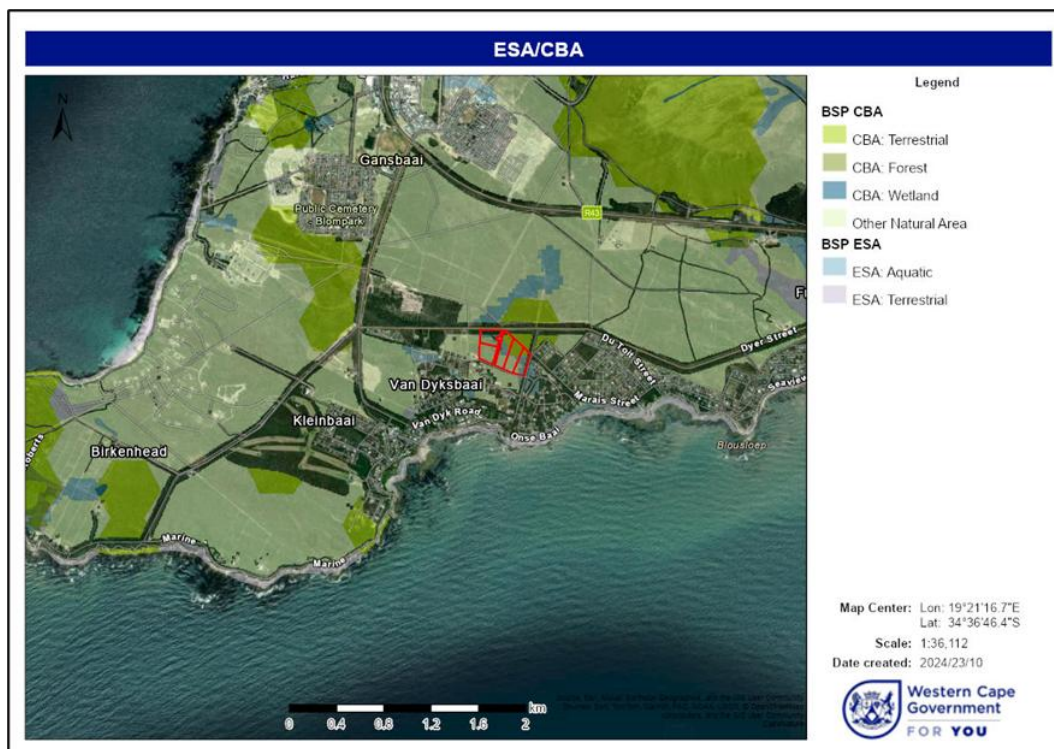 ESA/CBA
N
Gansbaai
Public Cemetery
Blompark
R43
Van Dyksbaai
Kleinbaai
Birkenhead
Van Dyk Road
Onse Baai
Du Toit Street
Marais Street
Dyer Street
Seaview
Blousloep
Marine
Marine
0 0.4 0.8 1.2 1.6 2
km
Legend
BSP CBA
CBA: Terrestrial
CBA: Forest
CBA: Wetland
Other Natural Area
BSP ESA
ESA: Aquatic
ESA: Terrestrial
Map Center: Lon: 19°21'16.7"E
Lat: 34°36'46.4"S
Scale: 1:36,112
Date created: 2024/23/10
Western Cape
Government
FOR YOU